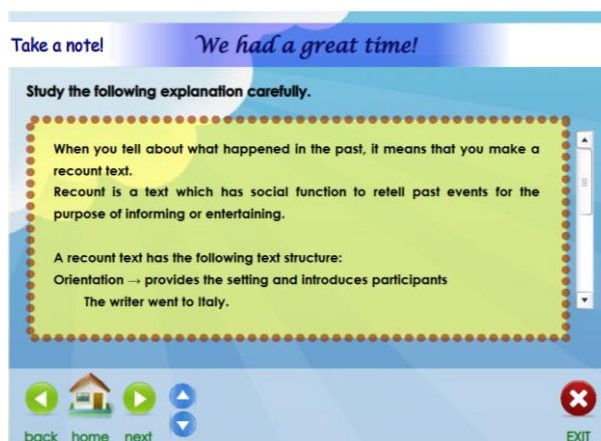 Take a note!
We had a great time!
Study the following explanation carefully.
When you tell about what happened in the past, it means that you make a
recount text.
Recount is a text which has social function to retell past events for the
purpose of informing or entertaining.
A recount text has the following text structure:
Orientation → provides the setting and introduces participants
The writer went to Italy.
back home next
EXIT